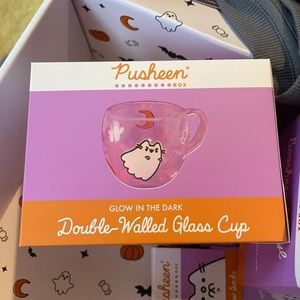 Pusheen®
BOX
GLOW IN THE DARK
Double-Walled Glass Cup